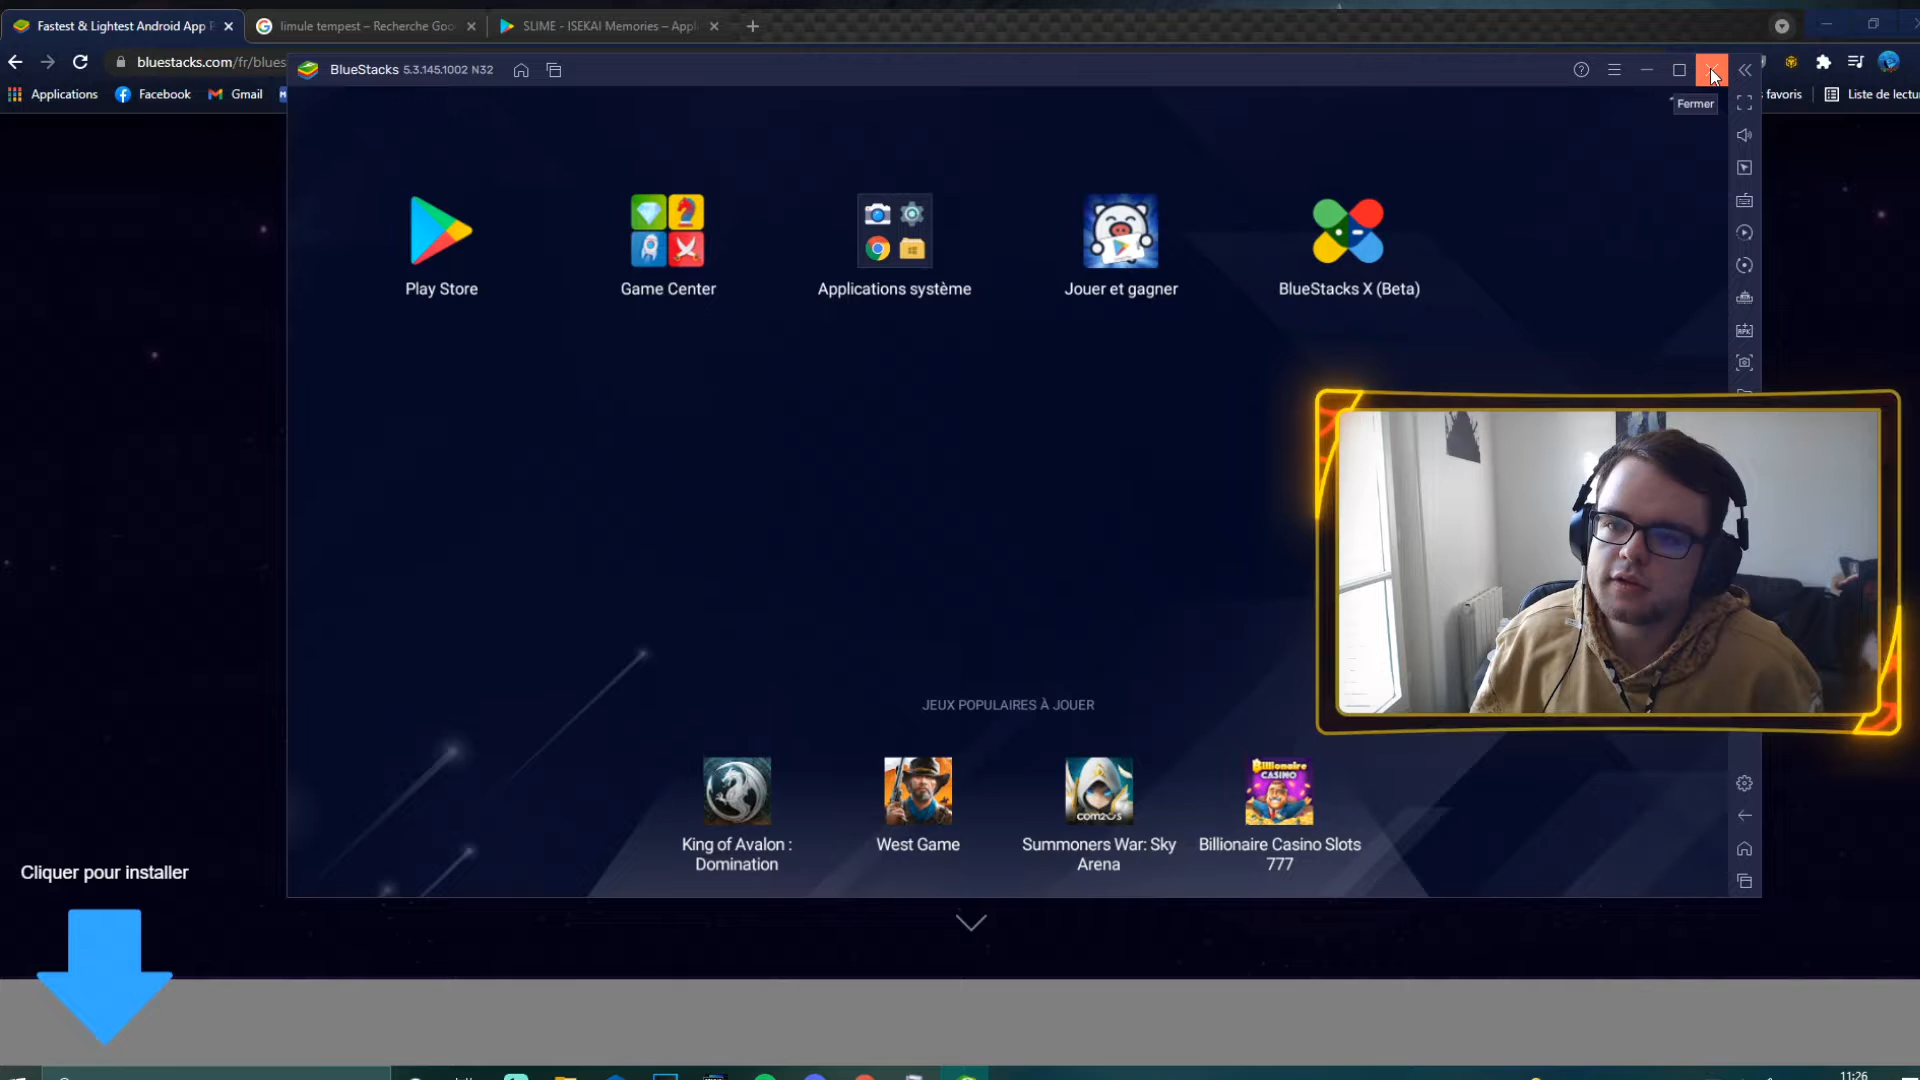 Fastest & Lightest Android App
limule tempest – Recherche Goo
SLIME - ISEKAI Memories – Appl
bluestacks.com/fr/blues
BlueStacks 5.3.145.1002 N32
Applications
Facebook
Gmail
favoris
Liste de lectu
Fermer
Play Store
Game Center
Applications système
Jouer et gagner
BlueStacks X (Beta)
JEUX POPULAIRES À JOUER
Billionaire
CASINO
COM2US
King of Avalon :
Domination
West Game
Summoners War: Sky
Arena
Billionaire Casino Slots
777
Cliquer pour installer
11:26